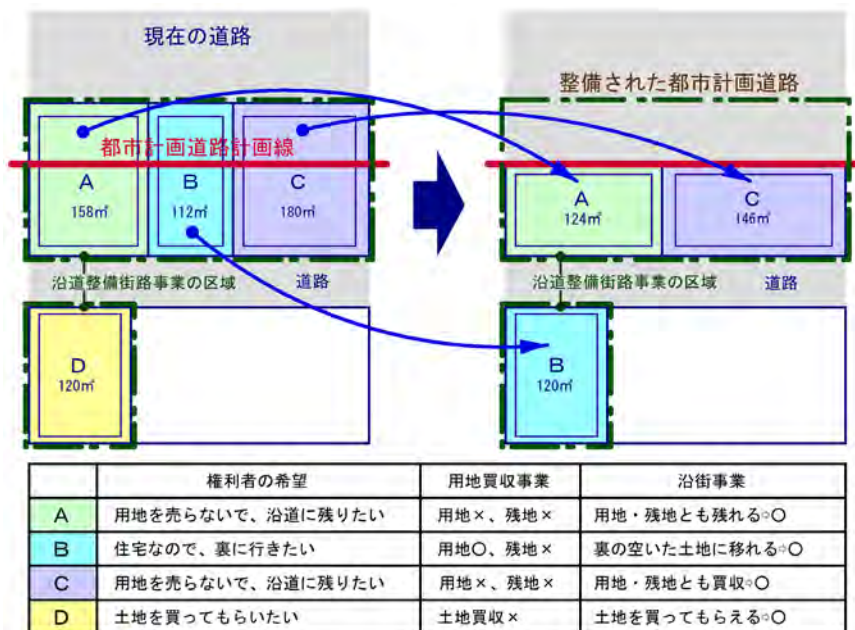 現在の道路
整備された都市計画道路
都市計画道路計画線
A
158㎡
B
112㎡
C
180㎡
A
124㎡
C
146㎡
沿道整備街路事業の区域
道路
沿道整備街路事業の区域
道路
D
120㎡
B
120㎡
権利者の希望 用地買収事業 沿街事業
A 用地を売らないで、沿道に残りたい 用地×、残地× 用地・残地とも残れる⇨〇
B 住宅なので、裏に行きたい 用地〇、残地× 裏の空いた土地に移れる⇨〇
C 用地を売らないで、沿道に残りたい 用地×、残地× 用地・残地とも買収⇨〇
D 土地を買ってもらいたい 土地買収× 土地を買ってもらえる⇨〇